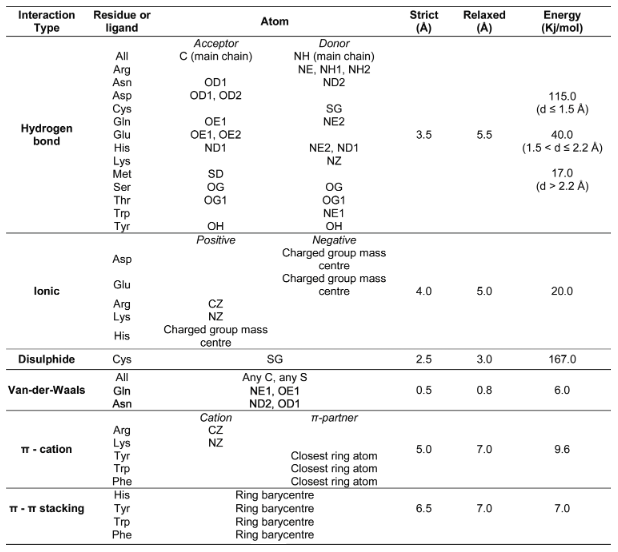 Interaction Type Residue or ligand Atom Strict (Å) Relaxed (Å) Energy (Kj/mol)
Acceptor Donor
All C (main chain) NH (main chain)
Arg NE, NH1, NH2
Asn OD1 ND2
Asp OD1, OD2 115.0
Cys SG (d ≤ 1.5 Å)
Gln OE1 NE2
Hydrogen bond Glu OE1, OE2 3.5 5.5 40.0
His ND1 NE2, ND1 (1.5 < d ≤ 2.2 Å)
Lys NZ
Met SD 17.0
Ser OG OG (d > 2.2 Å)
Thr OG1 OG1
Trp NE1
Tyr OH OH
Positive Negative
Asp Charged group mass centre
Glu Charged group mass centre
Ionic 4.0 5.0 20.0
Arg CZ
Lys NZ
His Charged group mass centre
Disulphide Cys SG 2.5 3.0 167.0
All Any C, any S
Van-der-Waals Gln NE1, OE1 0.5 0.8 6.0
Asn ND2, OD1
Cation π-partner
Arg CZ
Lys NZ
π - cation Tyr Closest ring atom 5.0 7.0 9.6
Trp Closest ring atom
Phe Closest ring atom
His Ring barycentre
π - π stacking Tyr Ring barycentre 6.5 7.0 7.0
Trp Ring barycentre
Phe Ring barycentre